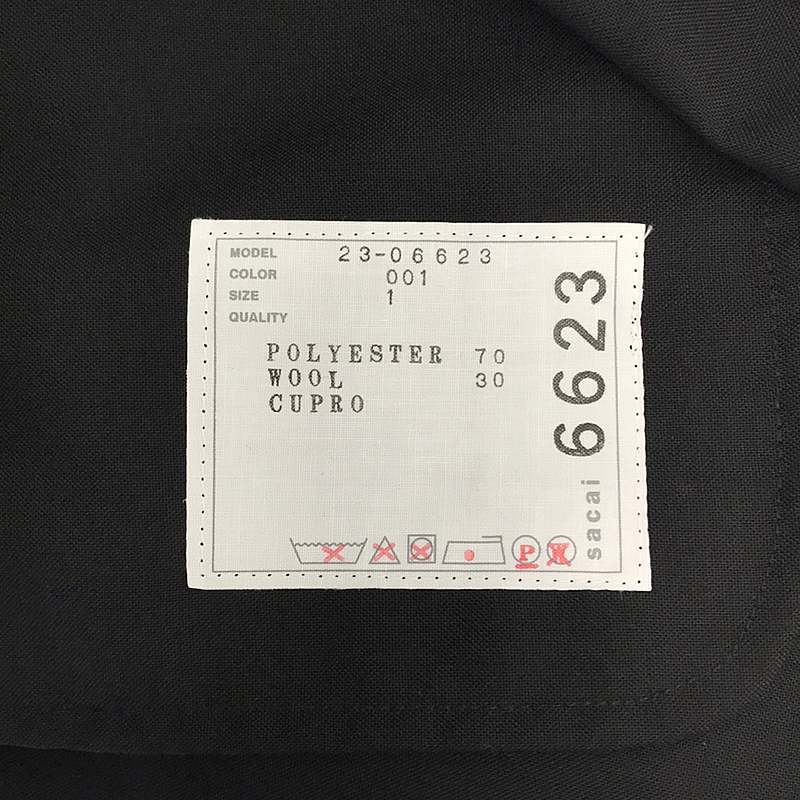 MODEL 23-06623
COLOR 001
SIZE 1
QUALITY
POLYESTER 70
WOOL 30
CUPRO
P W
sacai 6623